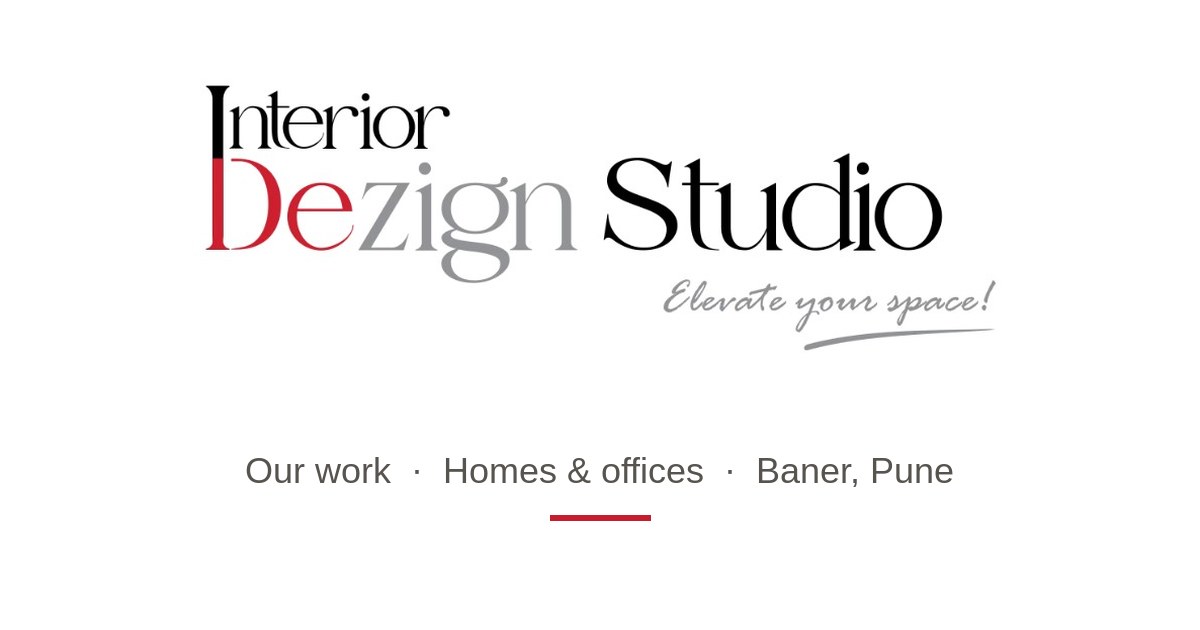 Interior
Dezign Studio
Elevate your space!
Our work · Homes & offices · Baner, Pune